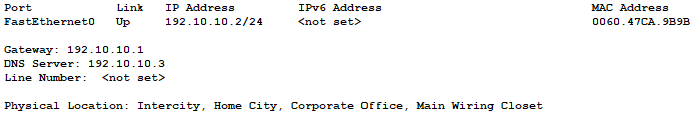 Port Link IP Address IPv6 Address MAC Address
FastEthernet0 Up 192.10.10.2/24 <not set> 0060.47CA.9B9B
Gateway: 192.10.10.1
DNS Server: 192.10.10.3
Line Number: <not set>
Physical Location: Intercity, Home City, Corporate Office, Main Wiring Closet